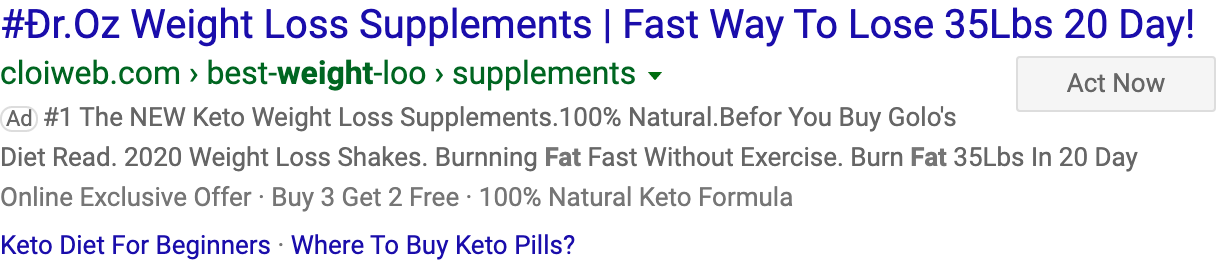 #Ðr.Oz Weight Loss Supplements | Fast Way To Lose 35Lbs 20 Day!
cloiweb.com › best-weight-loo › supplements
Act Now
Ad #1 The NEW Keto Weight Loss Supplements.100% Natural.Befor You Buy Golo's
Diet Read. 2020 Weight Loss Shakes. Burnning Fat Fast Without Exercise. Burn Fat 35Lbs In 20 Day
Online Exclusive Offer · Buy 3 Get 2 Free · 100% Natural Keto Formula
Keto Diet For Beginners · Where To Buy Keto Pills?